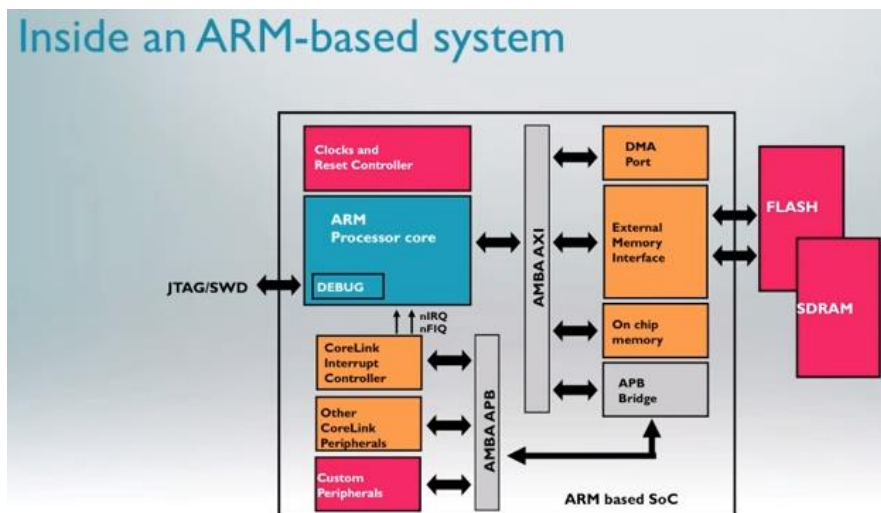 Inside an ARM-based system
Clocks and
Reset Controller
ARM
Processor core
DEBUG
JTAG/SWD
nIRQ
nFIQ
CoreLink
Interrupt
Controller
Other
CoreLink
Peripherals
Custom
Peripherals
AMBA APB
AMBA AXI
DMA
Port
External
Memory
Interface
On chip
memory
APB
Bridge
ARM based SoC
FLASH
SDRAM